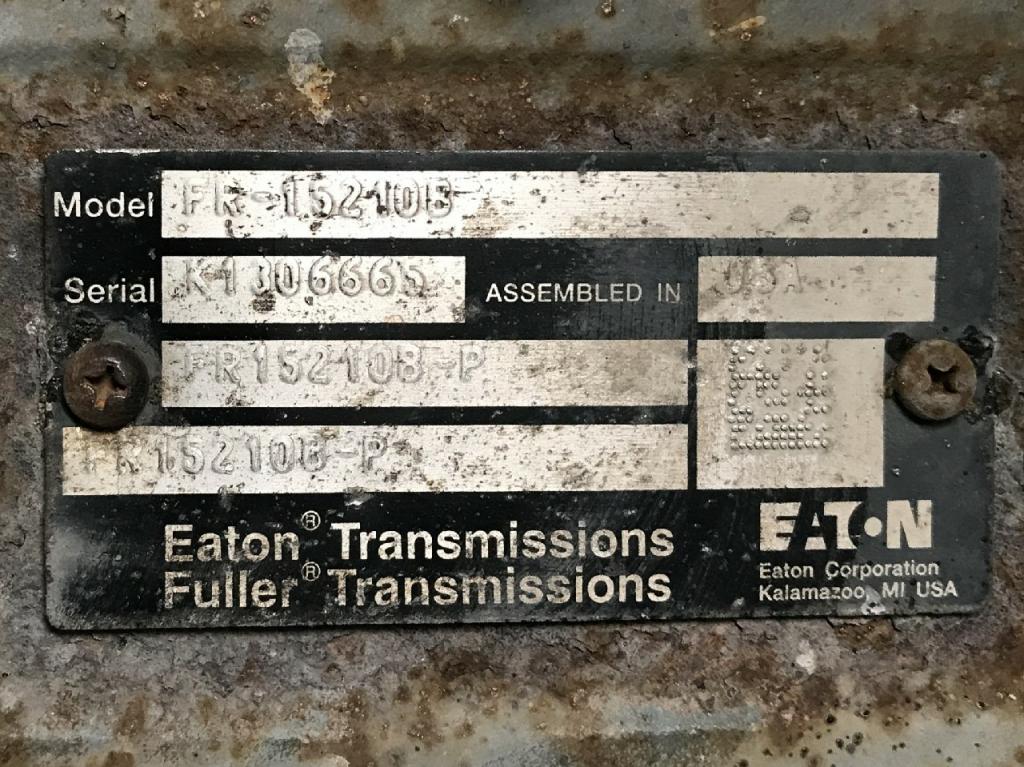 Model FR-15210B
Serial K1306665 ASSEMBLED IN USA
FR15210B-P
FR15210B-P
Eaton® Transmissions
Fuller® Transmissions
EATON
Eaton Corporation
Kalamazoo, MI USA